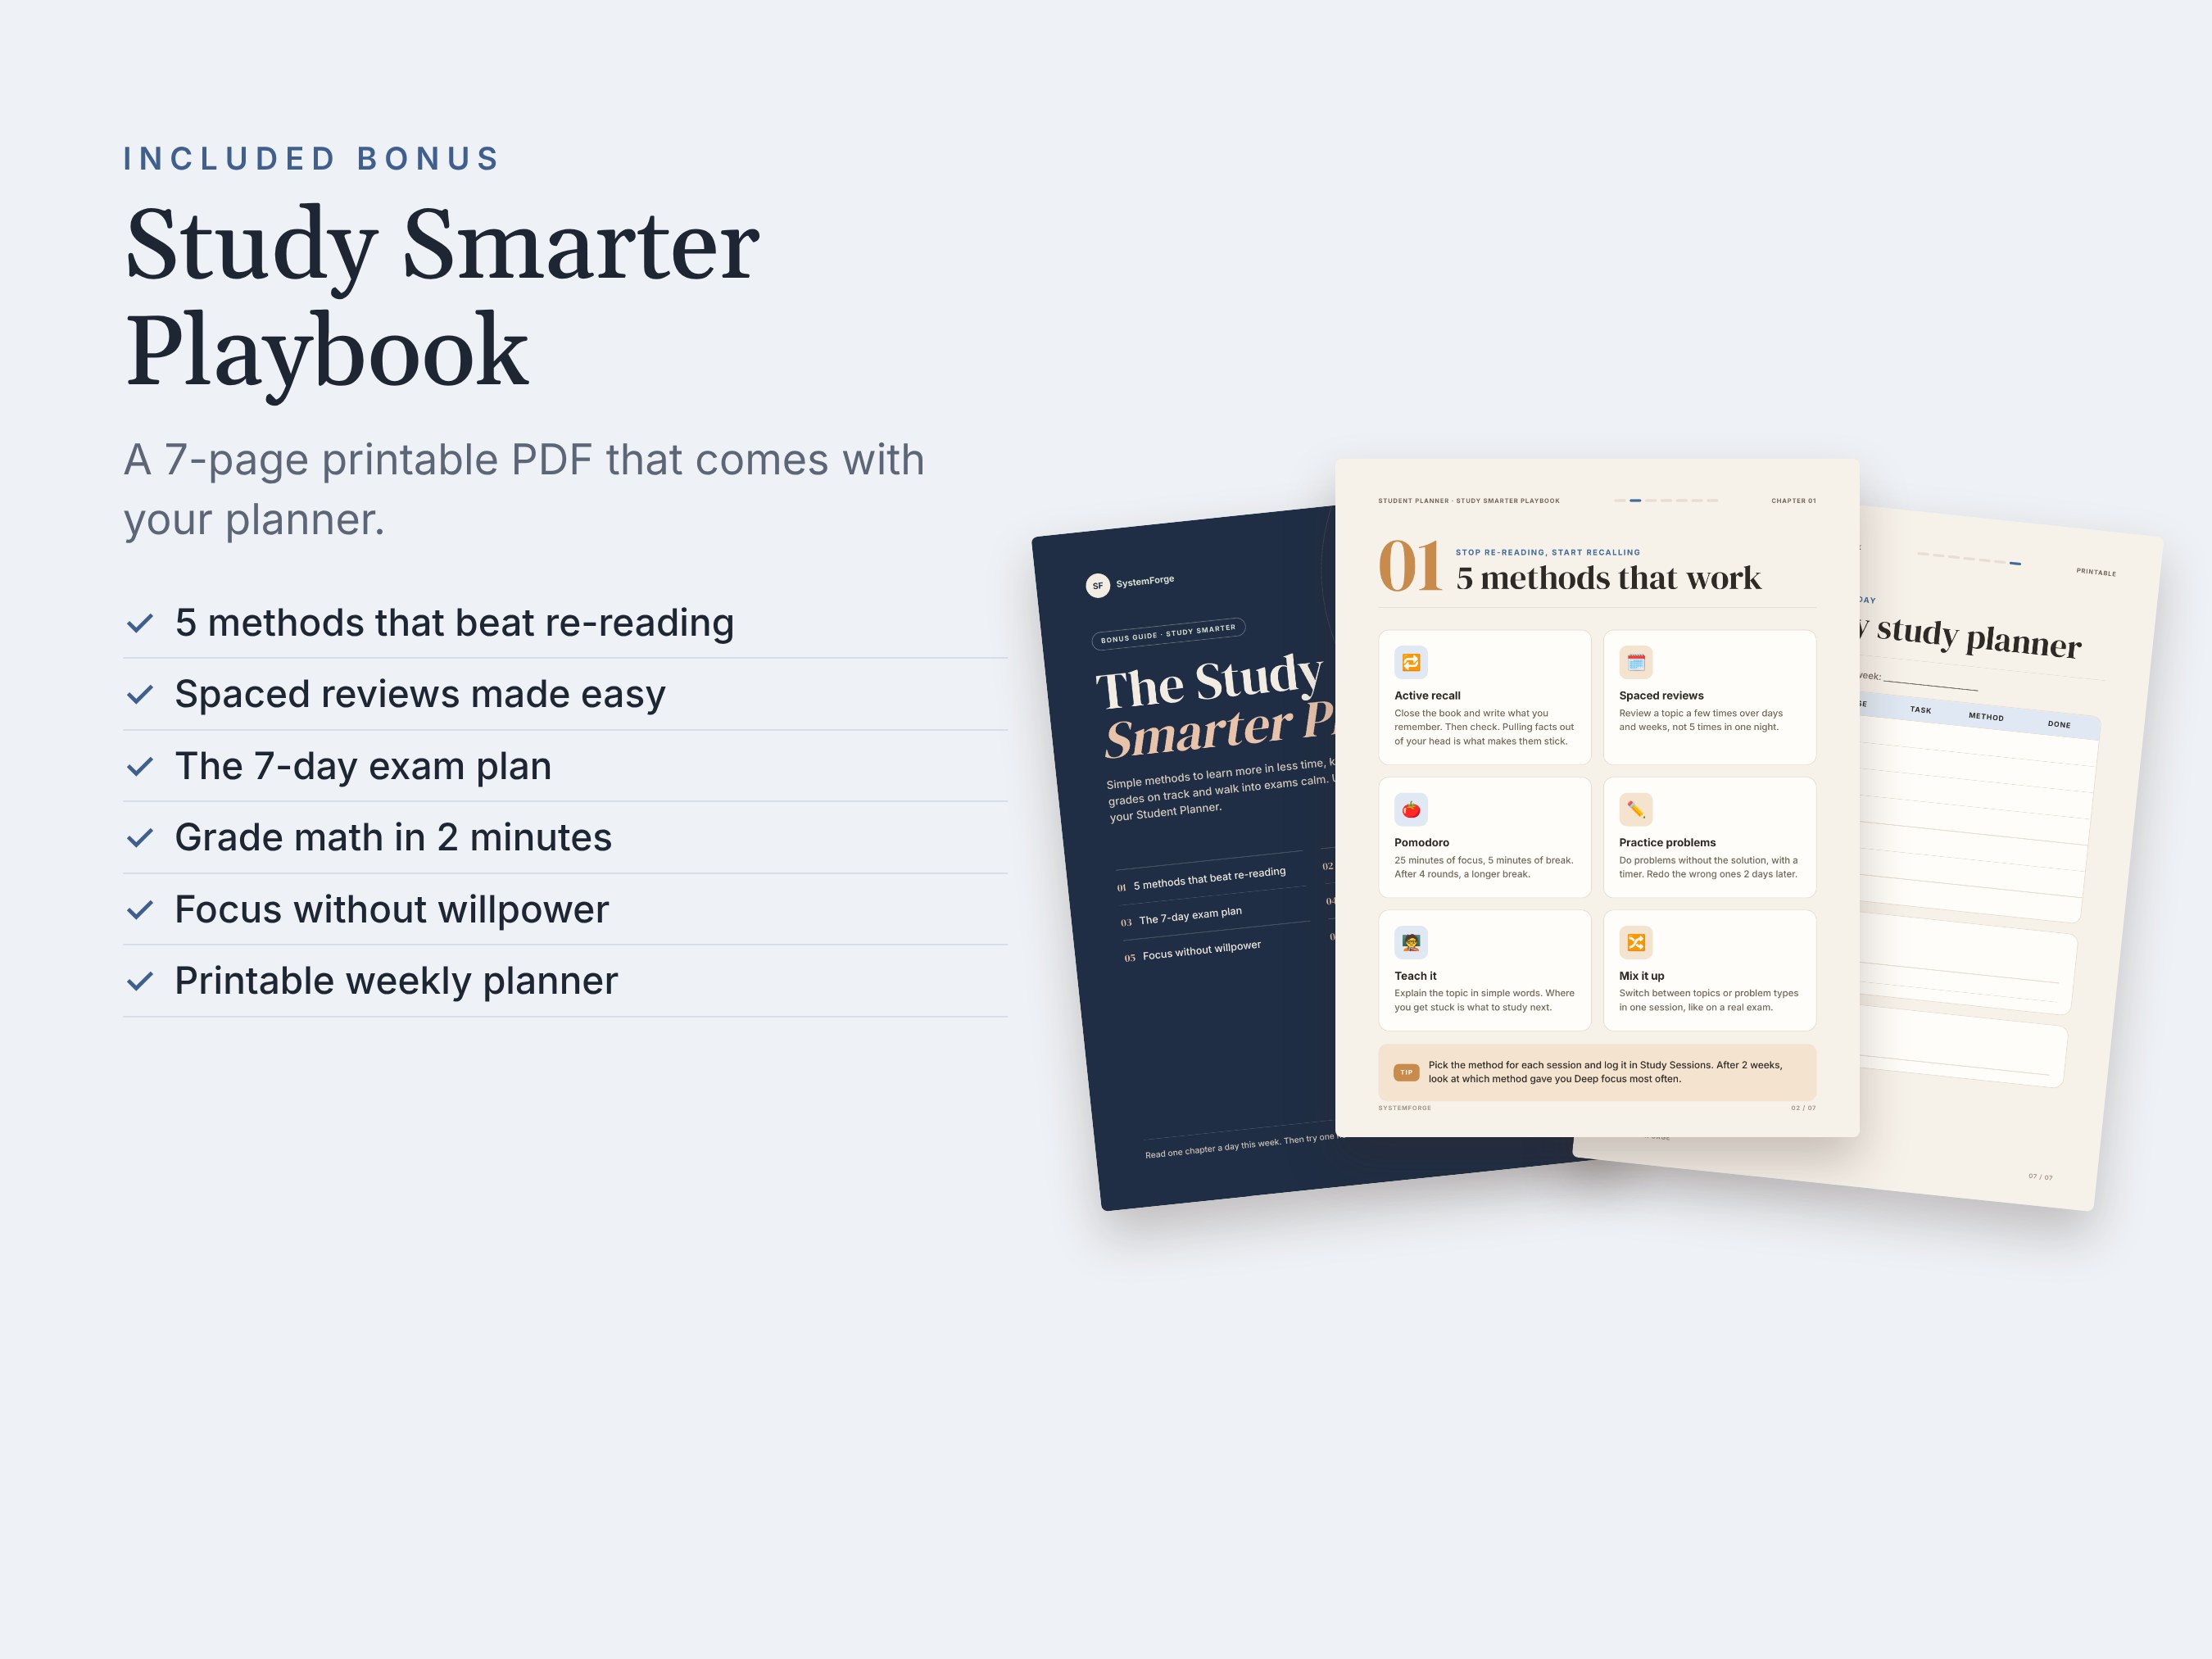 INCLUDED BONUS
Study Smarter
Playbook
A 7-page printable PDF that comes with
your planner.
5 methods that beat re-reading
Spaced reviews made easy
The 7-day exam plan
Grade math in 2 minutes
Focus without willpower
Printable weekly planner
SF SystemForge
BONUS GUIDE · STUDY SMARTER
The Study
Smarter
Simple methods to learn more in less time,
grades on track and walk into exams calm.
your Student Planner.
01 5 methods that beat re-reading
02
03 The 7-day exam plan
05 Focus without willpower
Read one chapter a day this week. Then try one
STUDENT PLANNER · STUDY SMARTER PLAYBOOK
CHAPTER 01
01
STOP RE-READING, START RECALLING
5 methods that work
Active recall
Close the book and write what you
remember. Then check. Pulling facts out
of your head is what makes them stick.
Spaced reviews
Review a topic a few times over days
and weeks, not 5 times in one night.
Pomodoro
25 minutes of focus, 5 minutes of break.
After 4 rounds, a longer break.
Practice problems
Do problems without the solution, with a
timer. Redo the wrong ones 2 days later.
Teach it
Explain the topic in simple words. Where
you get stuck is what to study next.
Mix it up
Switch between topics or problem types
in one session, like on a real exam.
TIP
Pick the method for each session and log it in Study Sessions. After 2 weeks,
look at which method gave you Deep focus most often.
SYSTEMFORGE
02 / 07
PRINTABLE
study planner
week:
TASK METHOD DONE
07 / 07